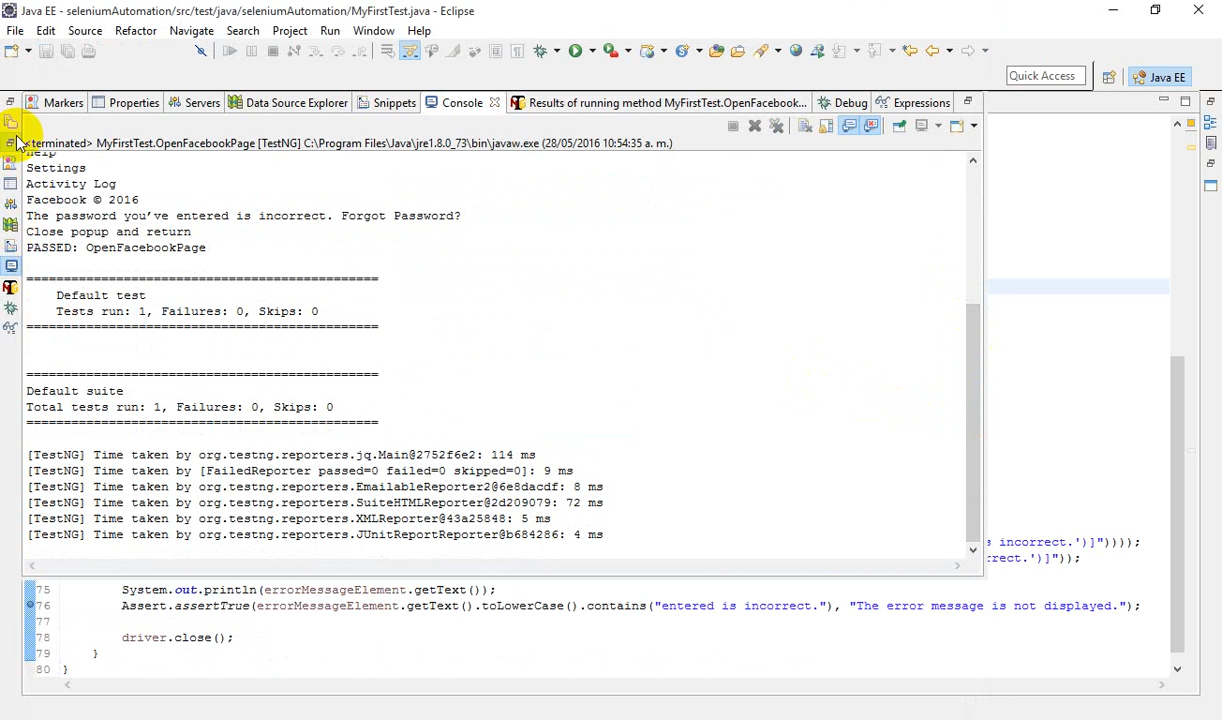 Java EE - seleniumAutomation/src/test/java/seleniumAutomation/MyFirstTest.java - Eclipse
File Edit Source Refactor Navigate Search Project Run Window Help
Quick Access
Java EE
Markers Properties Servers Data Source Explorer Snippets Console Results of running method MyFirstTest.OpenFacebook... Debug Expressions
<terminated> MyFirstTest.OpenFacebookPage [TestNG] C:\Program Files\Java\jre1.8.0_73\bin\javaw.exe (28/05/2016 10:54:35 a. m.)
Help
Settings
Activity Log
Facebook © 2016
The password you’ve entered is incorrect. Forgot Password?
Close popup and return
PASSED: OpenFacebookPage
===============================================
Default test
Tests run: 1, Failures: 0, Skips: 0
===============================================
===============================================
Default suite
Total tests run: 1, Failures: 0, Skips: 0
===============================================
[TestNG] Time taken by org.testng.reporters.jq.Main@2752f6e2: 114 ms
[TestNG] Time taken by [FailedReporter passed=0 failed=0 skipped=0]: 9 ms
[TestNG] Time taken by org.testng.reporters.EmailableReporter2@6e8dacdf: 8 ms
[TestNG] Time taken by org.testng.reporters.SuiteHTMLReporter@2d209079: 72 ms
[TestNG] Time taken by org.testng.reporters.XMLReporter@43a25848: 5 ms
[TestNG] Time taken by org.testng.reporters.JUnitReportReporter@b684286: 4 ms
s incorrect.')]"))));
rrect.')]"));
75 System.out.println(errorMessageElement.getText());
76 Assert.assertTrue(errorMessageElement.getText().toLowerCase().contains("entered is incorrect."), "The error message is not displayed.");
77
78 driver.close();
79 }
80 }